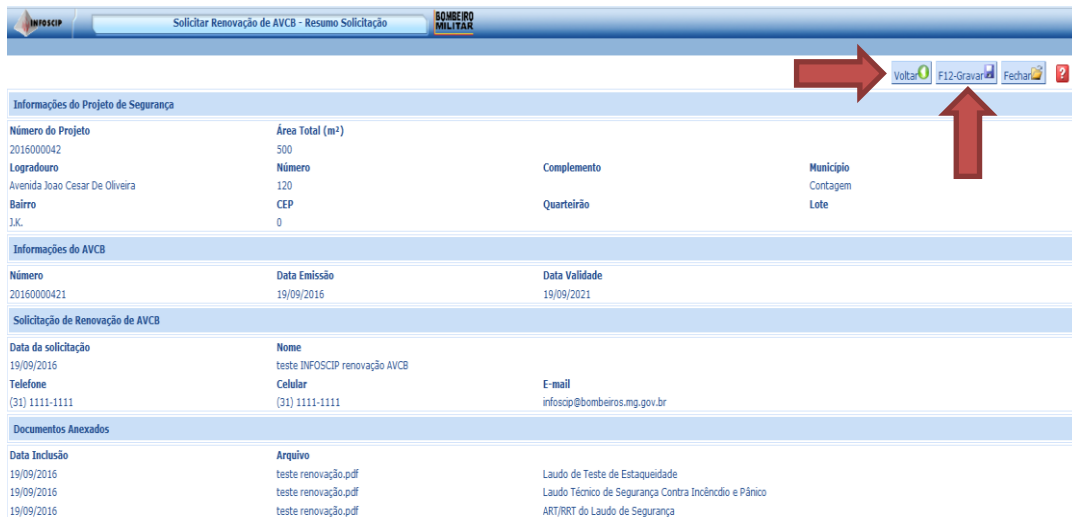 INFOSCIP Solicitar Renovação de AVCB - Resumo Solicitação BOMBEIRO
MILITAR
Voltar F12-Gravar Fechar ?
Informações do Projeto de Segurança
Número do Projeto Área Total (m²)
2016000042 500
Logradouro Número Complemento Município
Avenida Joao Cesar De Oliveira 120 Contagem
Bairro CEP Quarteirão Lote
J.K. 0
Informações do AVCB
Número Data Emissão Data Validade
20160000421 19/09/2016 19/09/2021
Solicitação de Renovação de AVCB
Data da solicitação Nome
19/09/2016 teste INFOSCIP renovação AVCB
Telefone Celular E-mail
(31) 1111-1111 (31) 1111-1111 infoscip@bombeiros.mg.gov.br
Documentos Anexados
Data Inclusão Arquivo
19/09/2016 teste renovação.pdf Laudo de Teste de Estaqueidade
19/09/2016 teste renovação.pdf Laudo Técnico de Segurança Contra Incêncdio e Pânico
19/09/2016 teste renovação.pdf ART/RRT do Laudo de Segurança